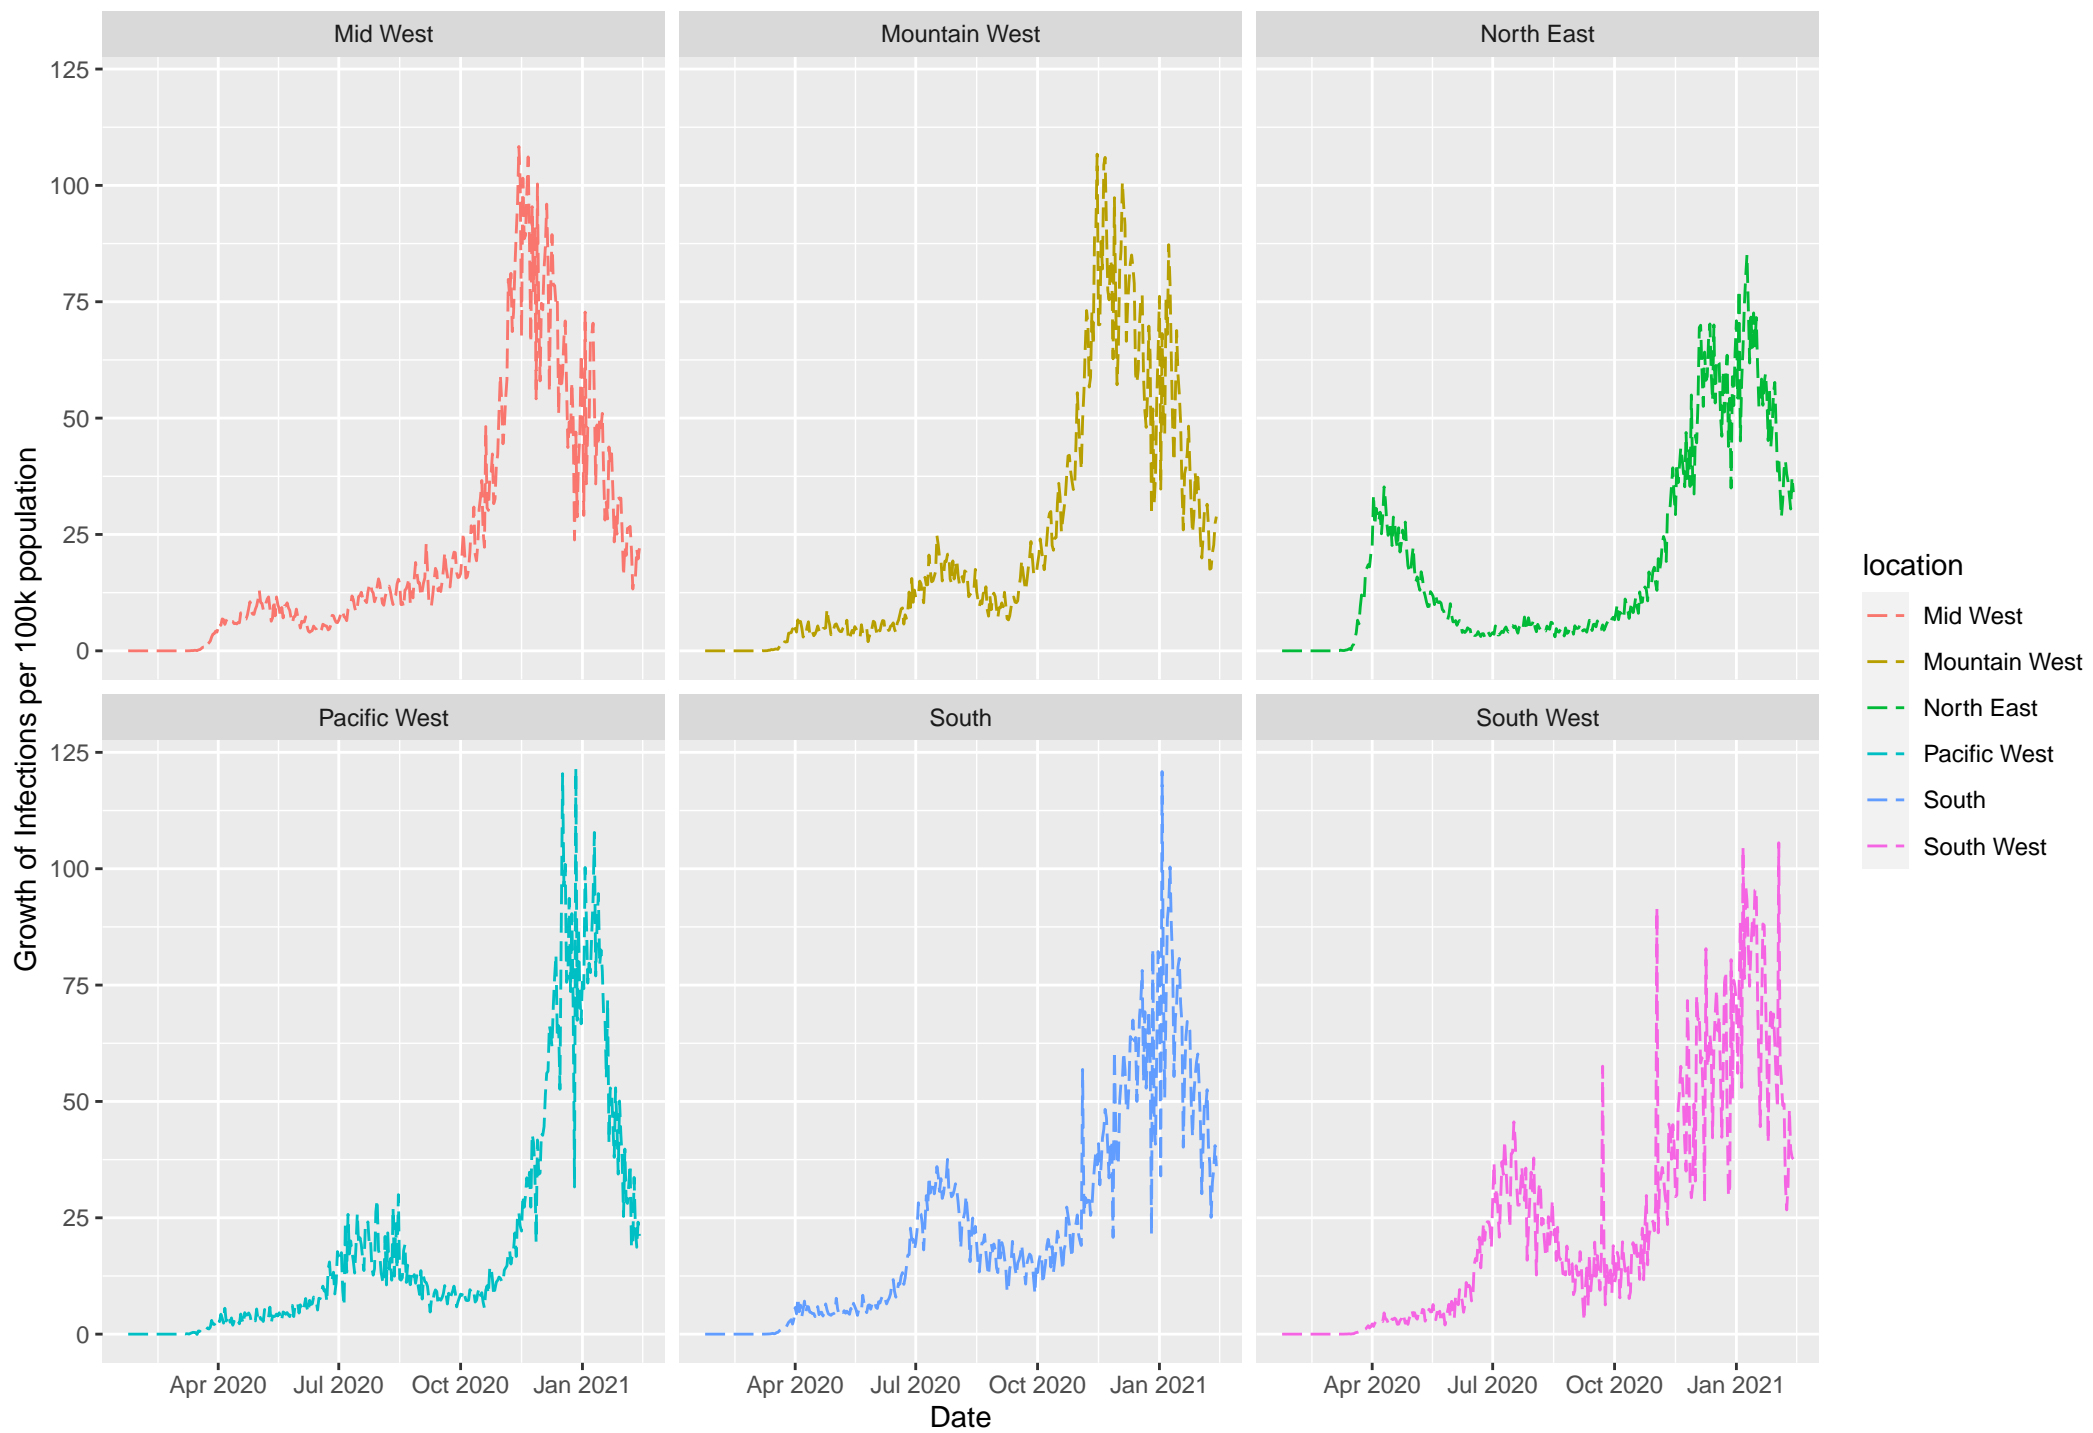 Mid West
Mountain West
North East
125
100
75
50
25
0
Pacific West
South
South West
125
100
75
50
25
0
Apr 2020 Jul 2020 Oct 2020 Jan 2021
Apr 2020 Jul 2020 Oct 2020 Jan 2021
Apr 2020 Jul 2020 Oct 2020 Jan 2021
Date
Growth of Infections per 100k population
location
Mid West
Mountain West
North East
Pacific West
South
South West